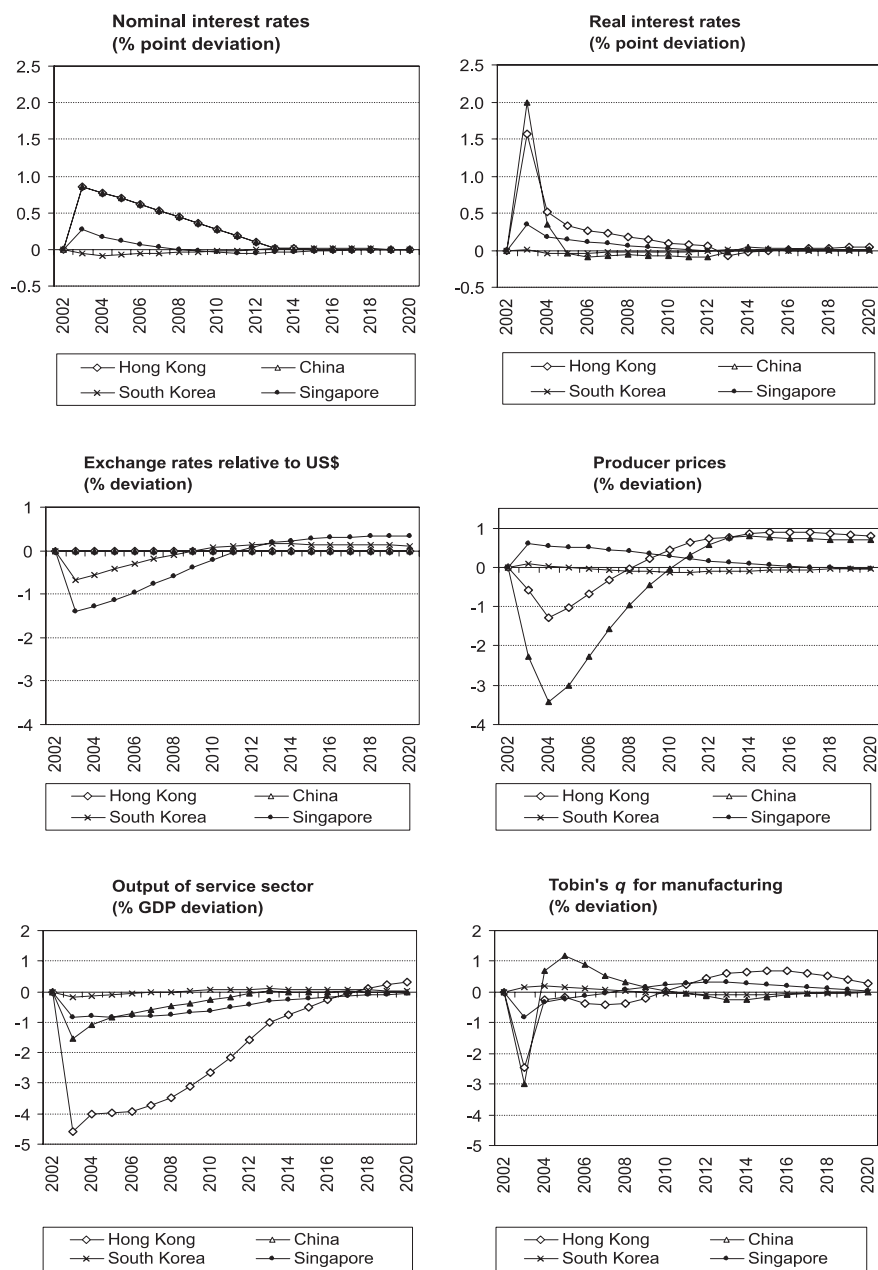 Nominal interest rates
(% point deviation)
2.5
2.0
1.5
1.0
0.5
0
-0.5
2002 2004 2006 2008 2010 2012 2014 2016 2018 2020
Hong Kong China
South Korea Singapore
Real interest rates
(% point deviation)
2.5
2.0
1.5
1.0
0.5
0
-0.5
2002 2004 2006 2008 2010 2012 2014 2016 2018 2020
Hong Kong China
South Korea Singapore
Exchange rates relative to US$
(% deviation)
1
0
-1
-2
-3
-4
2002 2004 2006 2008 2010 2012 2014 2016 2018 2020
Hong Kong China
South Korea Singapore
Producer prices
(% deviation)
1
0
-1
-2
-3
-4
2002 2004 2006 2008 2010 2012 2014 2016 2018 2020
Hong Kong China
South Korea Singapore
Output of service sector
(% GDP deviation)
2
1
0
-1
-2
-3
-4
-5
2002 2004 2006 2008 2010 2012 2014 2016 2018 2020
Hong Kong China
South Korea Singapore
Tobin's q for manufacturing
(% deviation)
2
1
0
-1
-2
-3
-4
-5
2002 2004 2006 2008 2010 2012 2014 2016 2018 2020
Hong Kong China
South Korea Singapore